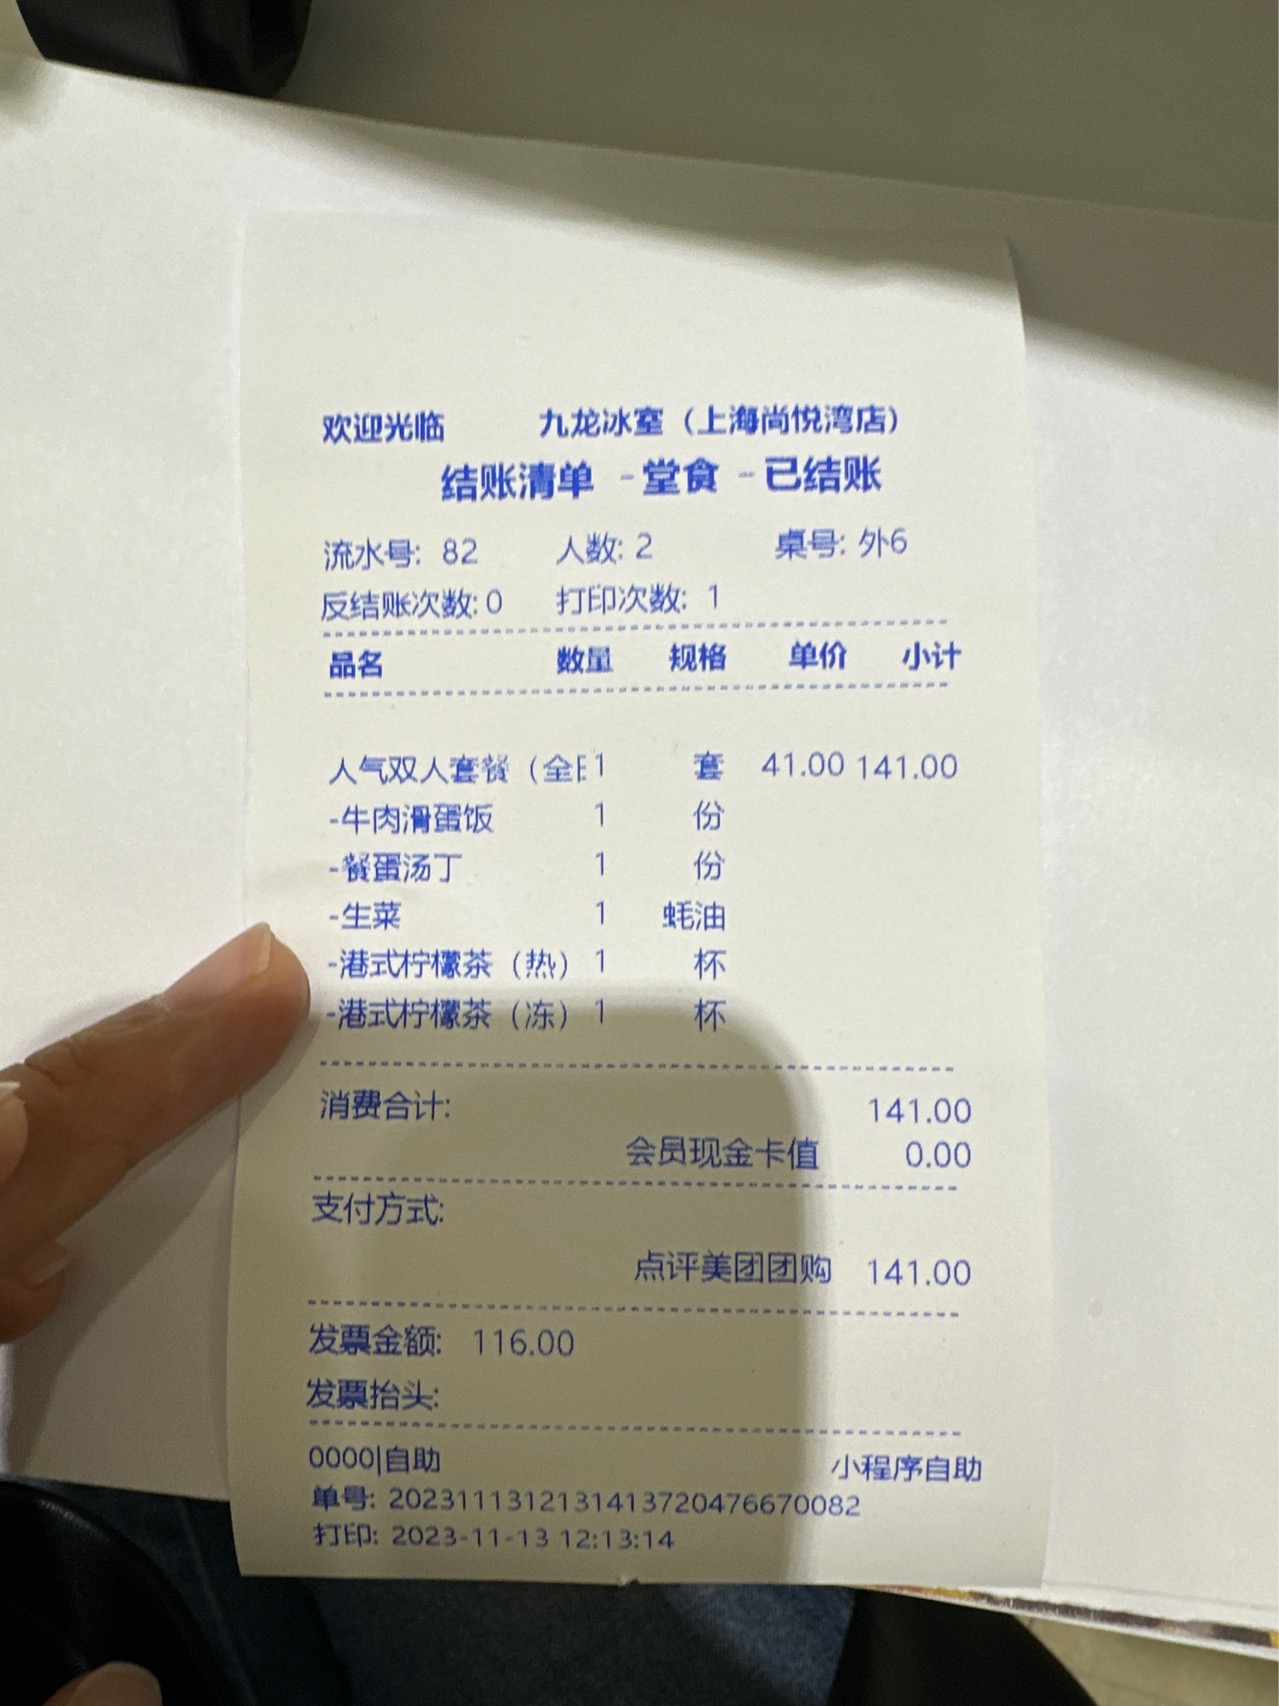 欢迎光临 九龙冰室（上海尚悦湾店）
结账清单 - 堂食 - 已结账
流水号: 82 人数: 2 桌号: 外6
反结账次数: 0 打印次数: 1
品名 数量 规格 单价 小计
人气双人套餐（全日 1 套 41.00 141.00
-牛肉滑蛋饭 1 份
-餐蛋汤丁 1 份
-生菜 1 蚝油
-港式柠檬茶（热） 1 杯
-港式柠檬茶（冻） 1 杯
消费合计: 141.00
会员现金卡值 0.00
支付方式:
点评美团团购 141.00
发票金额: 116.00
发票抬头:
0000|自助 小程序自助
单号: 20231113121314137204766​70082
打印: 2023-11-13 12:13:14